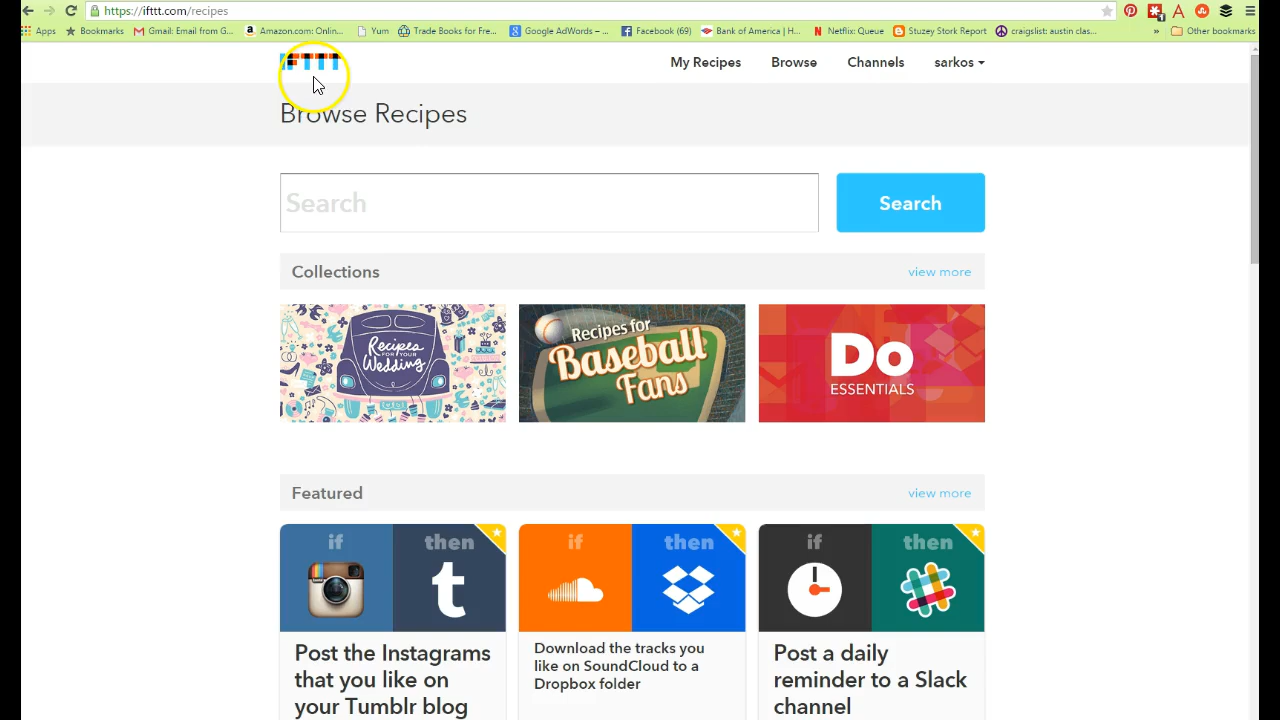 https://ifttt.com/recipes
Apps Bookmarks Gmail: Email from G... Amazon.com: Onlin... Yum Trade Books for Fre... Google AdWords – ... Facebook (69) Bank of America | H... Netflix: Queue Stuzey Stork Report craigslist: austin clas... » Other bookmarks
IFTTT
My Recipes Browse Channels sarkos
Browse Recipes
Search
Search
Collections view more
Recipes
FOR YOUR
Wedding
Recipes for
Baseball
Fans
Do
ESSENTIALS
Featured view more
if then
if then
if then
Post the Instagrams
that you like on
your Tumblr blog
Download the tracks you
like on SoundCloud to a
Dropbox folder
Post a daily
reminder to a Slack
channel